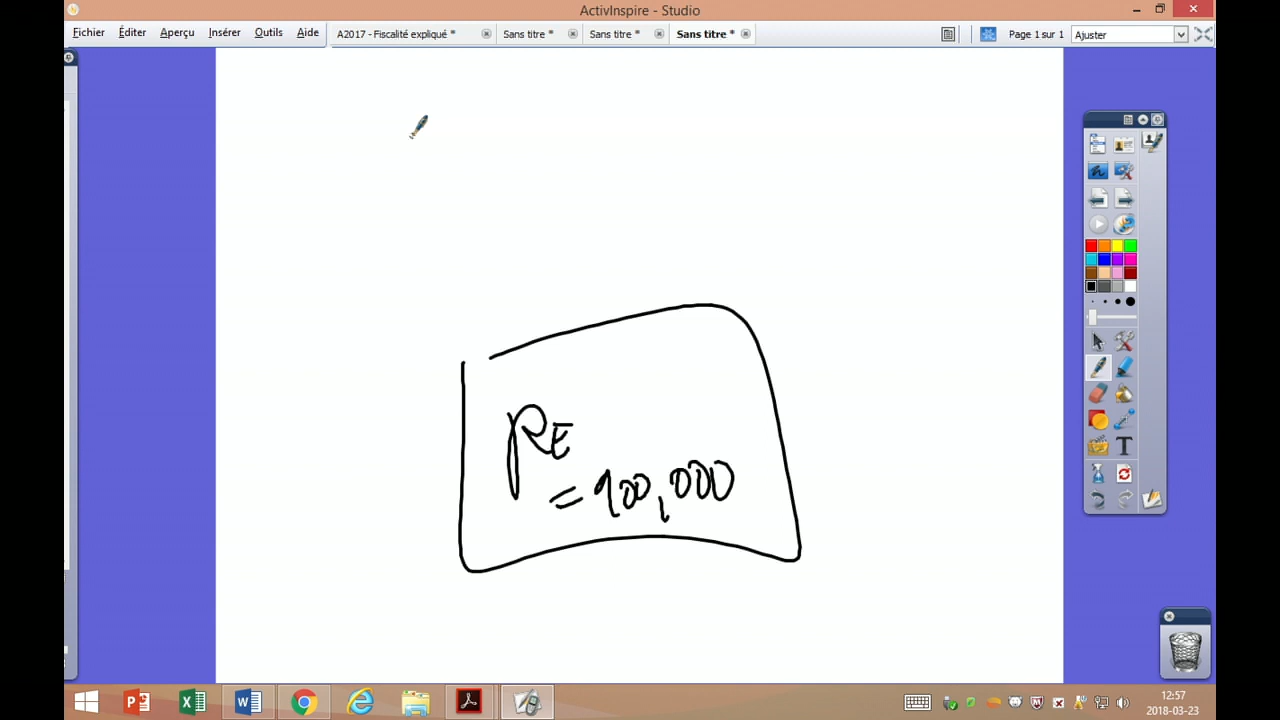 ActivInspire - Studio
Fichier Éditer Aperçu Insérer Outils Aide
A2017 - Fiscalité expliqué * Sans titre * Sans titre * Sans titre *
Page 1 sur 1 Ajuster
RE
= 900,000
12:57
2018-03-23